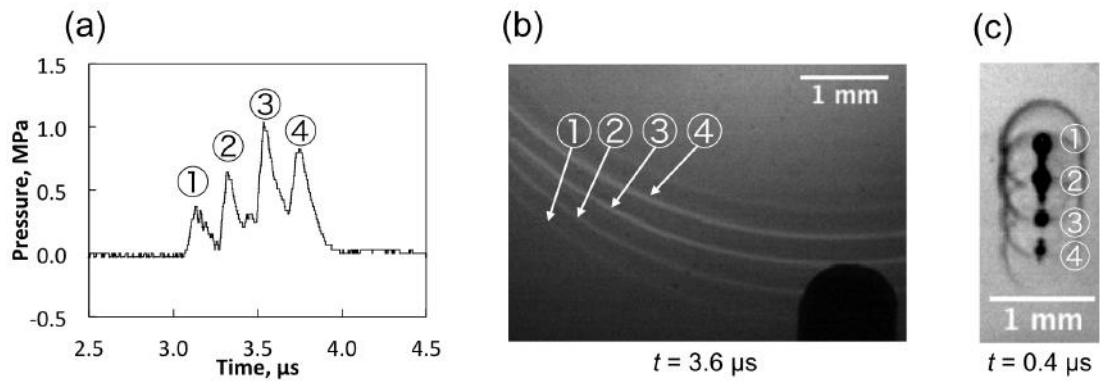 (a)
1.5
1.0
0.5
0.0
-0.5
Pressure, MPa
2.5 3.0 3.5 4.0 4.5
Time, µs
① ② ③ ④
(b)
1 mm
① ② ③ ④
t = 3.6 µs
(c)
①
②
③
④
1 mm
t = 0.4 µs